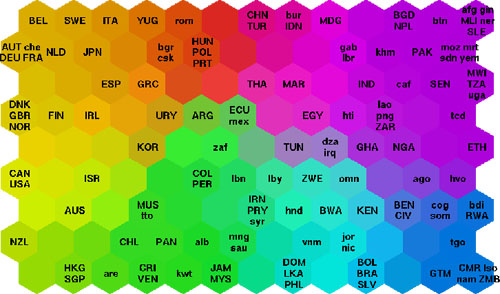 BEL SWE ITA YUG rom CHN TUR bur IDN MDG BGD NPL btn afg gin MLI ner SLE
AUT che DEU FRA NLD JPN bgr csk HUN POL PRT gab lbr khm PAK moz mrt sdn yem
ESP GRC THA MAR IND caf SEN MWI TZA uga
DNK GBR NOR FIN IRL URY ARG ECU mex EGY hti lao png ZAR tcd
KOR zaf TUN dza irq GHA NGA ETH
CAN USA ISR COL PER lbn lby ZWE omn ago hvo
AUS MUS tto IRN PRY syr hnd BWA KEN BEN CIV cog som bdi RWA
NZL CHL PAN alb mng sau vnm jor nic tgo
HKG SGP are CRI VEN kwt JAM MYS DOM LKA PHL BOL BRA SLV GTM CMR lso nam ZMB